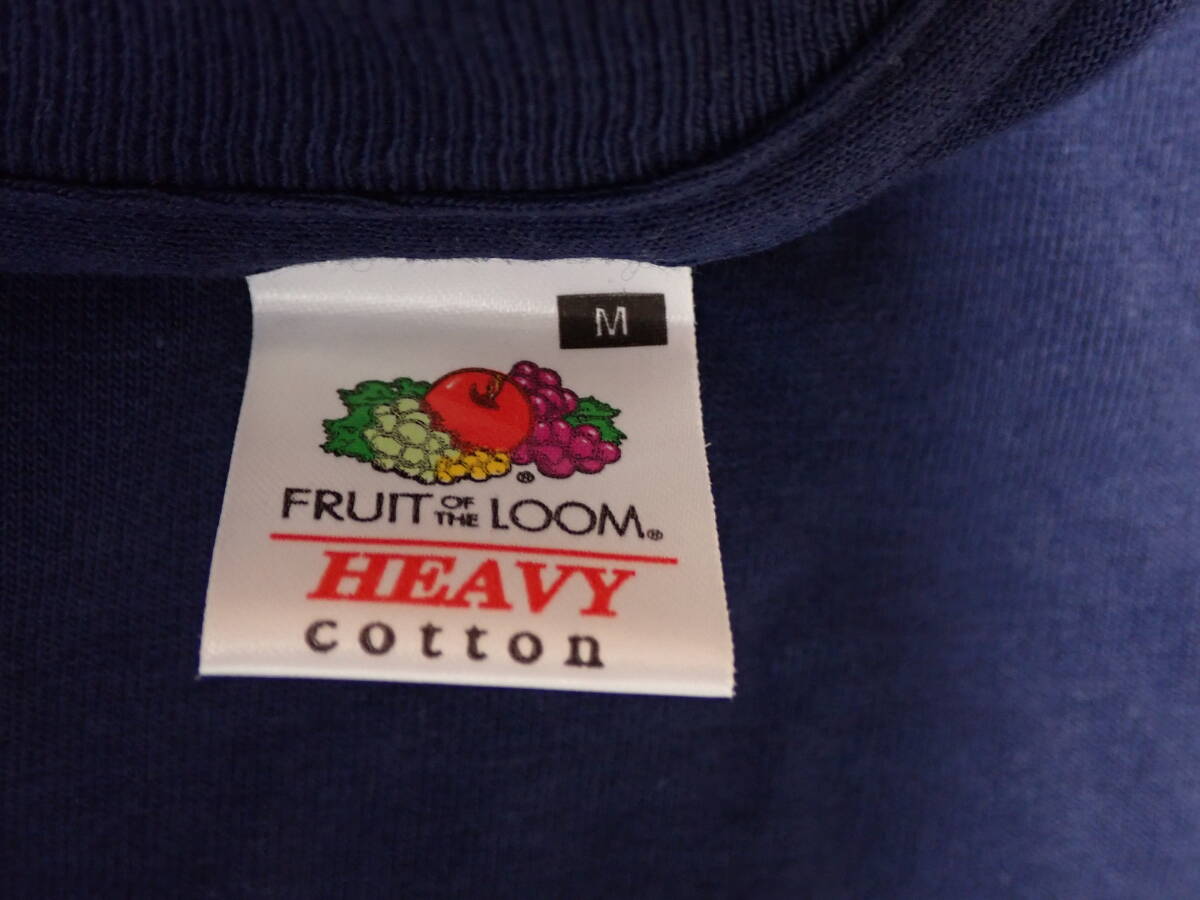 M
®
FRUIT OF THE LOOM®
HEAVY
cotton